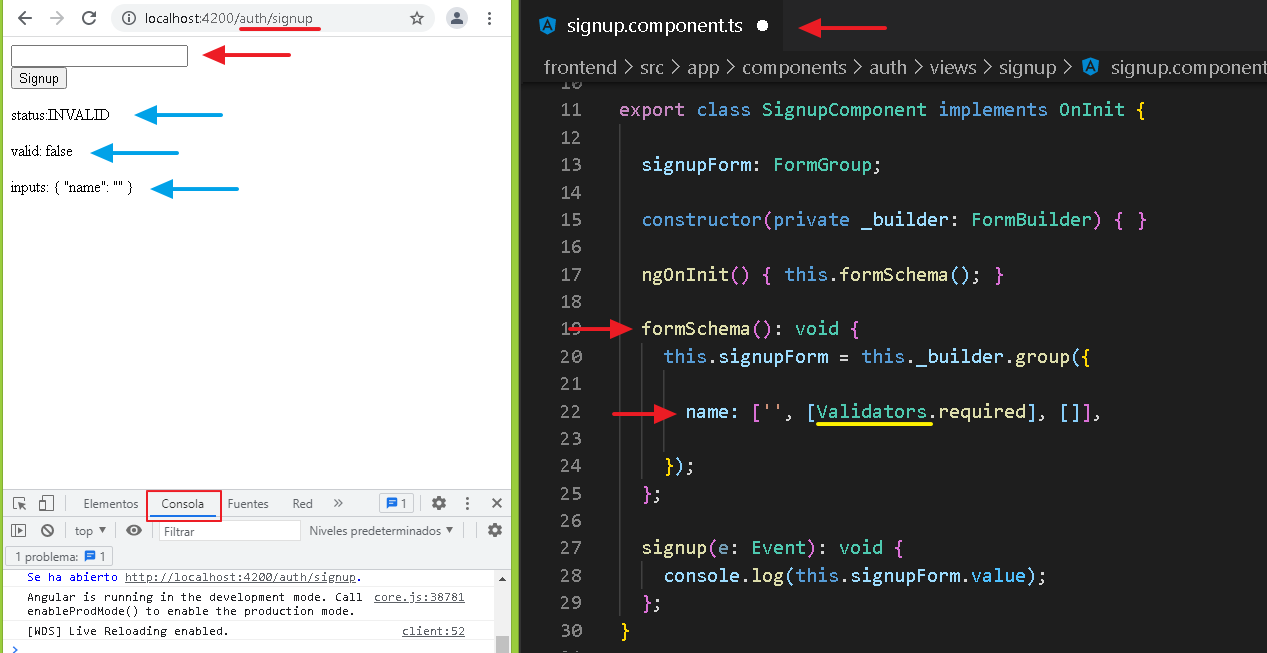 localhost:4200/auth/signup
Signup
status:INVALID
valid: false
inputs: { "name": "" }
Elementos Consola Fuentes Red » 1
top Filtrar Niveles predeterminados
1 problema: 1
Se ha abierto http://localhost:4200/auth/signup.
Angular is running in the development mode. Call core.js:38781
enableProdMode() to enable the production mode.
[WDS] Live Reloading enabled. client:52
>
signup.component.ts
frontend > src > app > components > auth > views > signup > signup.component
10
11 export class SignupComponent implements OnInit {
12
13 signupForm: FormGroup;
14
15 constructor(private _builder: FormBuilder) { }
16
17 ngOnInit() { this.formSchema(); }
18
19 formSchema(): void {
20 this.signupForm = this._builder.group({
21
22 name: ['', [Validators.required], []],
23
24 });
25 };
26
27 signup(e: Event): void {
28 console.log(this.signupForm.value);
29 };
30 }